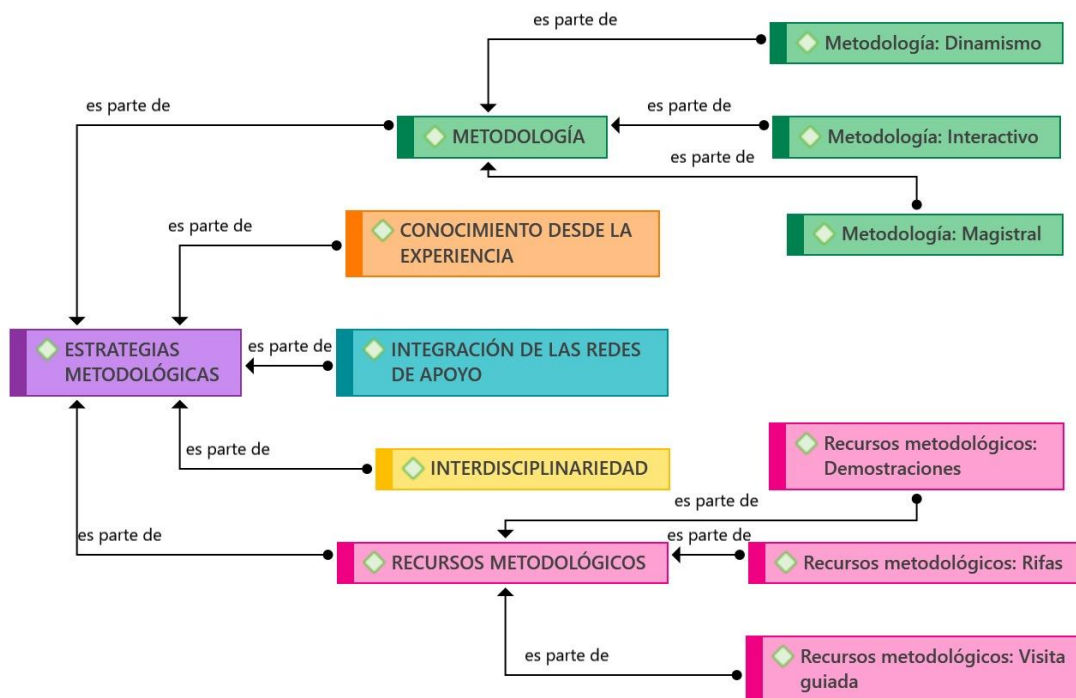 es parte de
Metodología: Dinamismo
es parte de
METODOLOGÍA
es parte de
Metodología: Interactivo
es parte de
Metodología: Magistral
es parte de
CONOCIMIENTO DESDE LA
EXPERIENCIA
ESTRATEGIAS
METODOLÓGICAS
es parte de
INTEGRACIÓN DE LAS REDES
DE APOYO
es parte de
INTERDISCIPLINARIEDAD
Recursos metodológicos:
Demostraciones
es parte de
es parte de
RECURSOS METODOLÓGICOS
es parte de
Recursos metodológicos: Rifas
es parte de
Recursos metodológicos: Visita
guiada